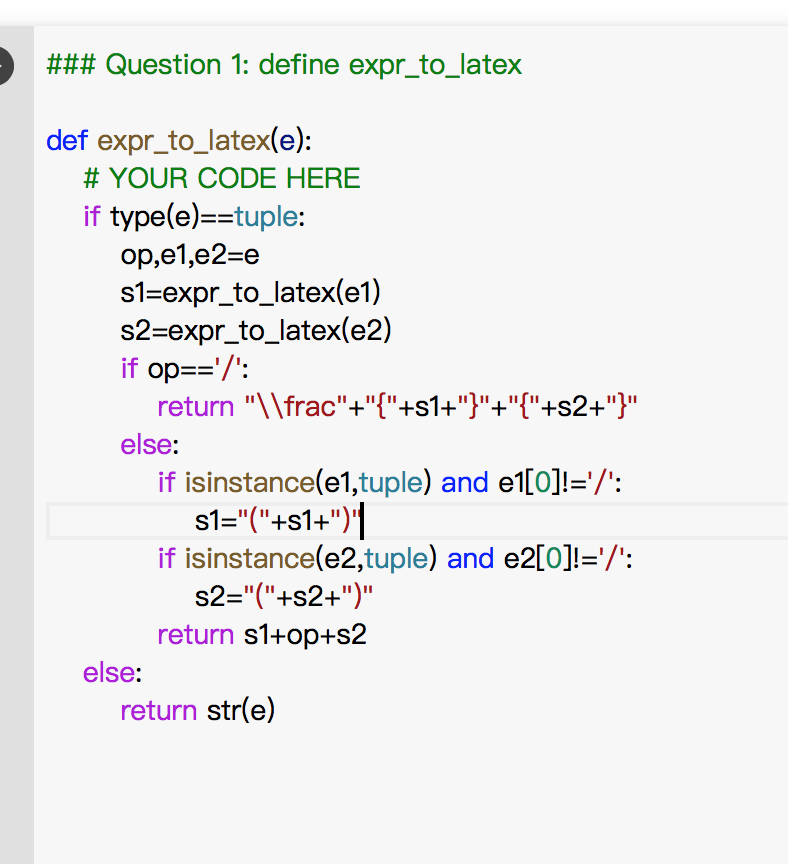 ### Question 1: define expr_to_latex
def expr_to_latex(e):
# YOUR CODE HERE
if type(e)==tuple:
op,e1,e2=e
s1=expr_to_latex(e1)
s2=expr_to_latex(e2)
if op=='/':
return "\\frac"+"{"+s1+"}"+"{"+s2+"}"
else:
if isinstance(e1,tuple) and e1[0]!='/':
s1="("+s1+")"
if isinstance(e2,tuple) and e2[0]!='/':
s2="("+s2+")"
return s1+op+s2
else:
return str(e)